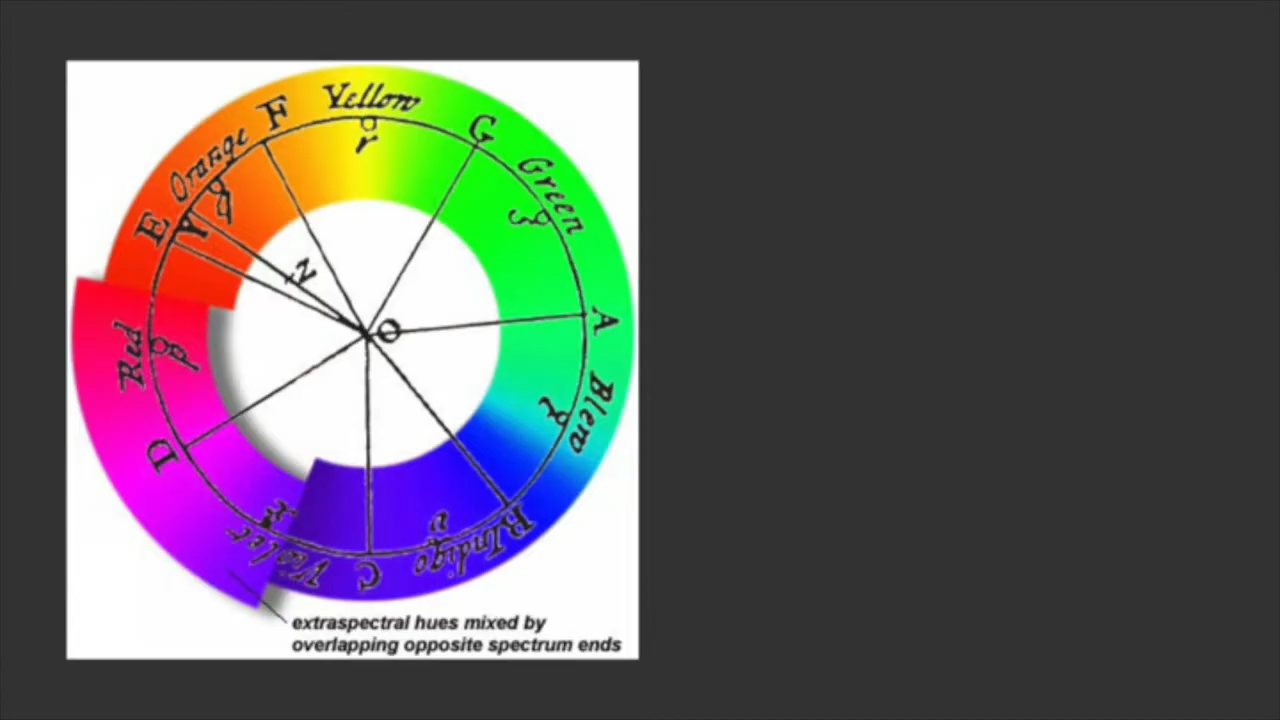 Yellow
F
G
r
Orange
Green
q
E
Y
s
Z
O
A
Red
p
Blew
t
D
x
v
B
Violet
C
Indigo
extraspectral hues mixed by
overlapping opposite spectrum ends